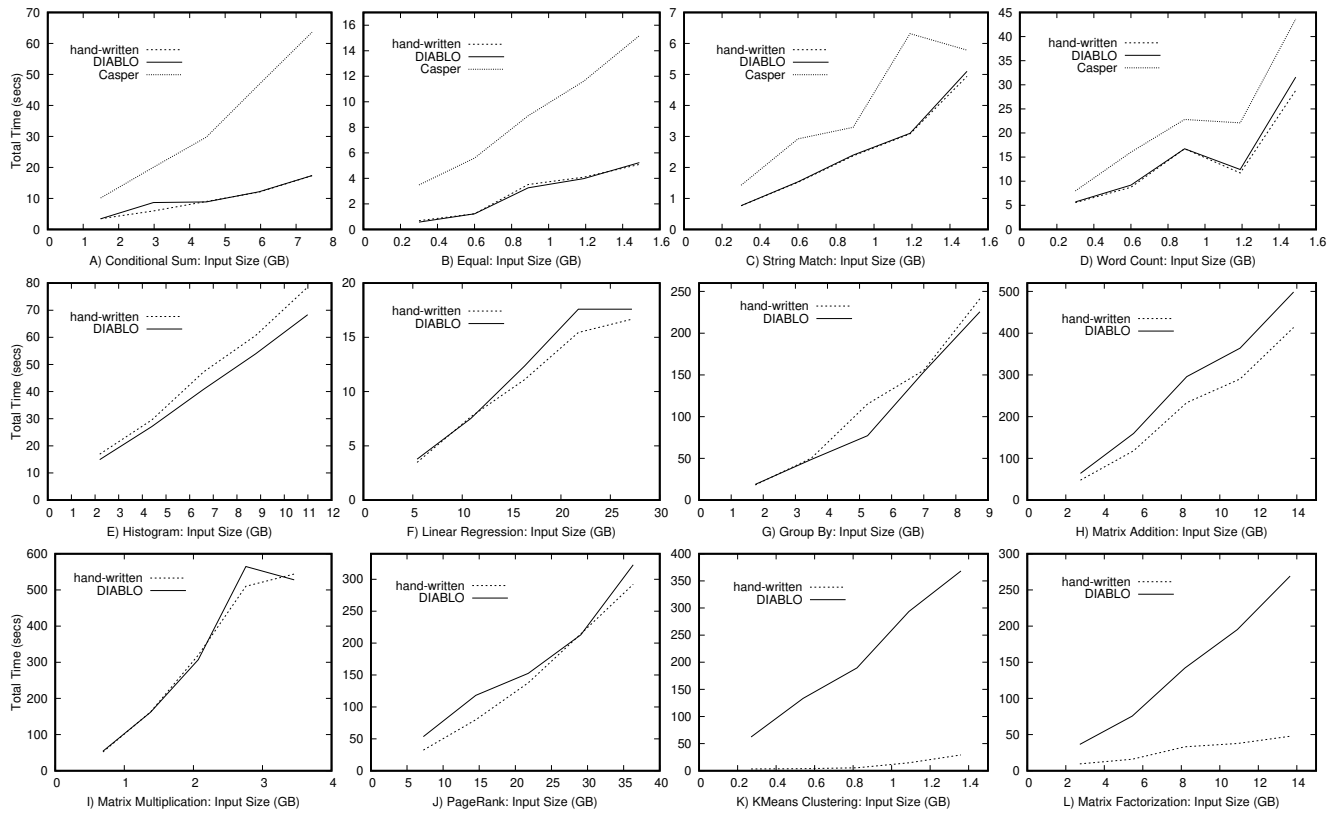 70
60
50
40
30
20
10
0
Total Time (secs)
hand-written
DIABLO
Casper
0 1 2 3 4 5 6 7 8
A) Conditional Sum: Input Size (GB)
16
14
12
10
8
6
4
2
0
hand-written
DIABLO
Casper
0 0.2 0.4 0.6 0.8 1 1.2 1.4 1.6
B) Equal: Input Size (GB)
7
6
5
4
3
2
1
0
hand-written
DIABLO
Casper
0 0.2 0.4 0.6 0.8 1 1.2 1.4 1.6
C) String Match: Input Size (GB)
45
40
35
30
25
20
15
10
5
0
hand-written
DIABLO
Casper
0 0.2 0.4 0.6 0.8 1 1.2 1.4 1.6
D) Word Count: Input Size (GB)
80
70
60
50
40
30
20
10
0
Total Time (secs)
hand-written
DIABLO
0 1 2 3 4 5 6 7 8 9 10 11 12
E) Histogram: Input Size (GB)
20
15
10
5
0
hand-written
DIABLO
0 5 10 15 20 25 30
F) Linear Regression: Input Size (GB)
250
200
150
100
50
0
hand-written
DIABLO
0 1 2 3 4 5 6 7 8 9
G) Group By: Input Size (GB)
500
400
300
200
100
0
hand-written
DIABLO
0 2 4 6 8 10 12 14
H) Matrix Addition: Input Size (GB)
600
500
400
300
200
100
0
Total Time (secs)
hand-written
DIABLO
0 1 2 3 4
I) Matrix Multiplication: Input Size (GB)
300
250
200
150
100
50
0
hand-written
DIABLO
0 5 10 15 20 25 30 35 40
J) PageRank: Input Size (GB)
400
350
300
250
200
150
100
50
0
hand-written
DIABLO
0 0.2 0.4 0.6 0.8 1 1.2 1.4
K) KMeans Clustering: Input Size (GB)
300
250
200
150
100
50
0
hand-written
DIABLO
0 2 4 6 8 10 12 14
L) Matrix Factorization: Input Size (GB)